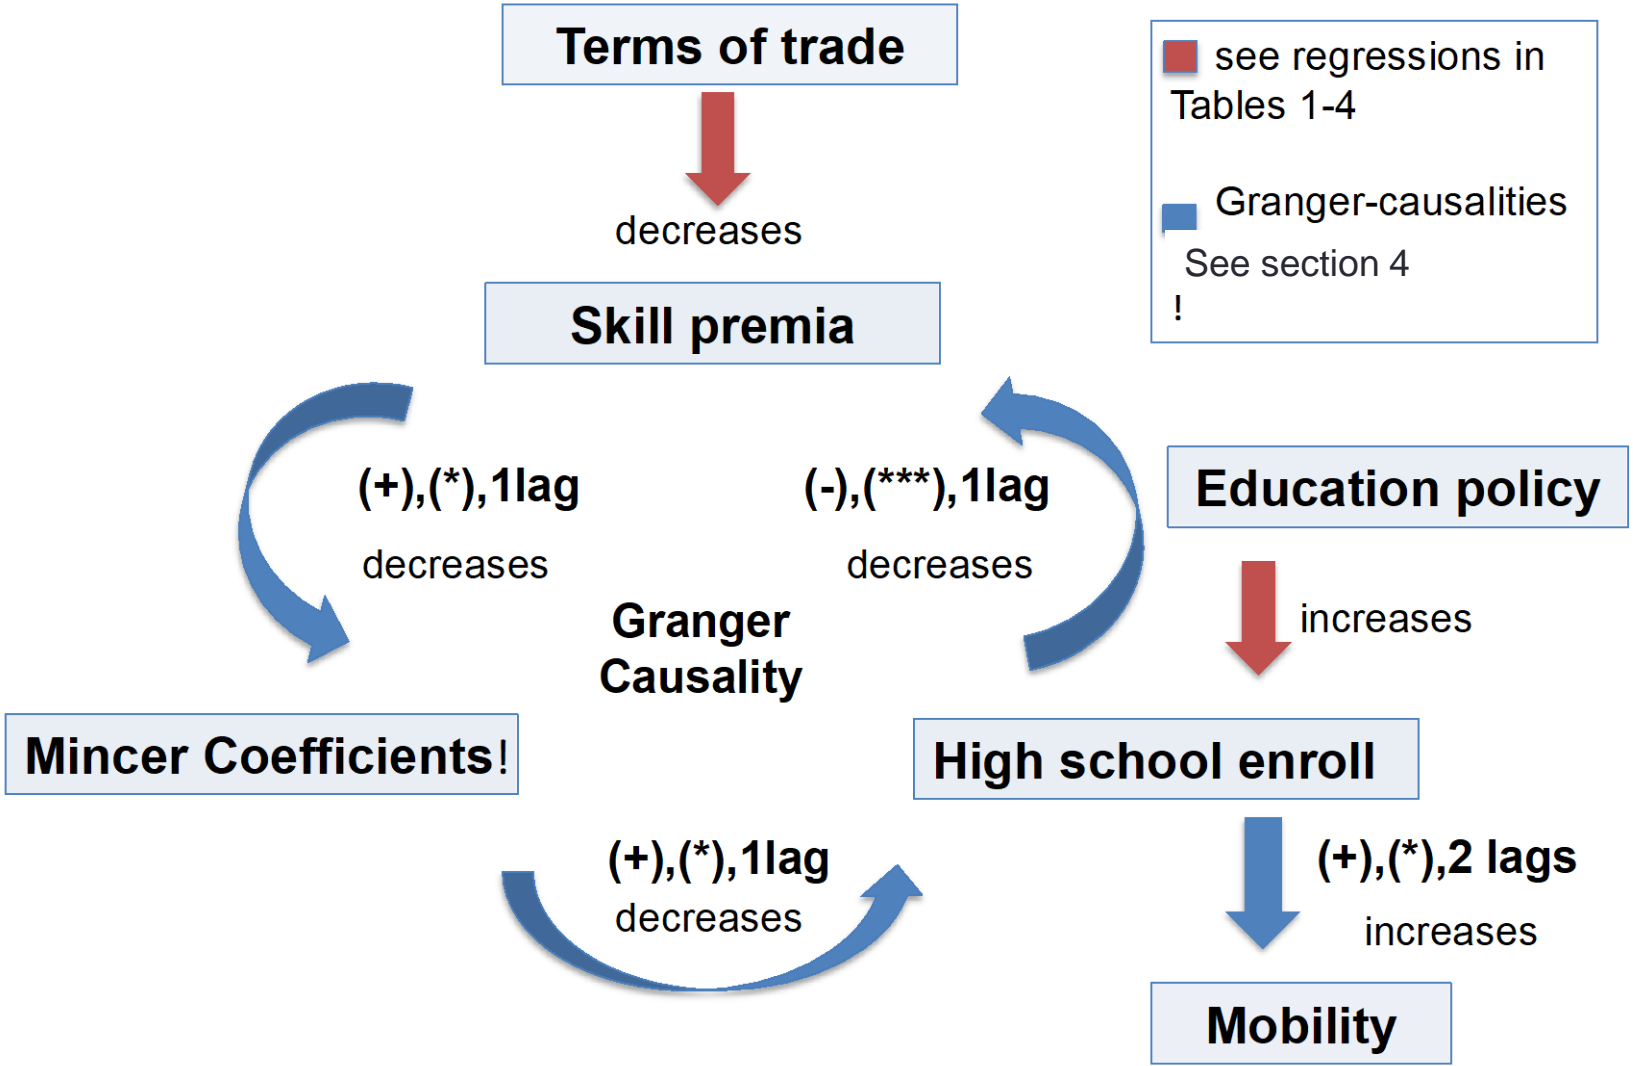 Terms of trade
see regressions in
Tables 1-4
Granger-causalities
See section 4
!
decreases
Skill premia
(+),(*),1lag
decreases
(-),(***),1lag
decreases
Education policy
increases
Granger
Causality
Mincer Coefficients!
High school enroll
(+),(*),1lag
decreases
(+),(*),2 lags
increases
Mobility